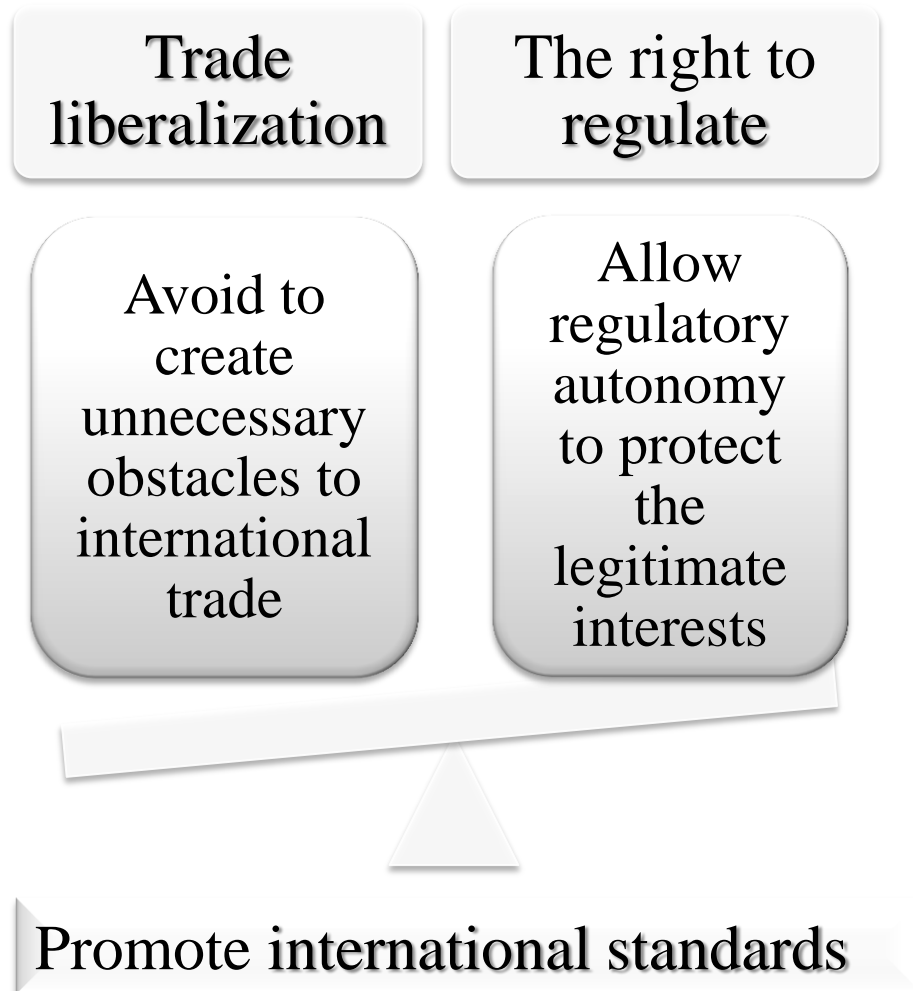 Trade
liberalization
The right to
regulate
Avoid to
create
unnecessary
obstacles to
international
trade
Allow
regulatory
autonomy
to protect
the
legitimate
interests
Promote international standards